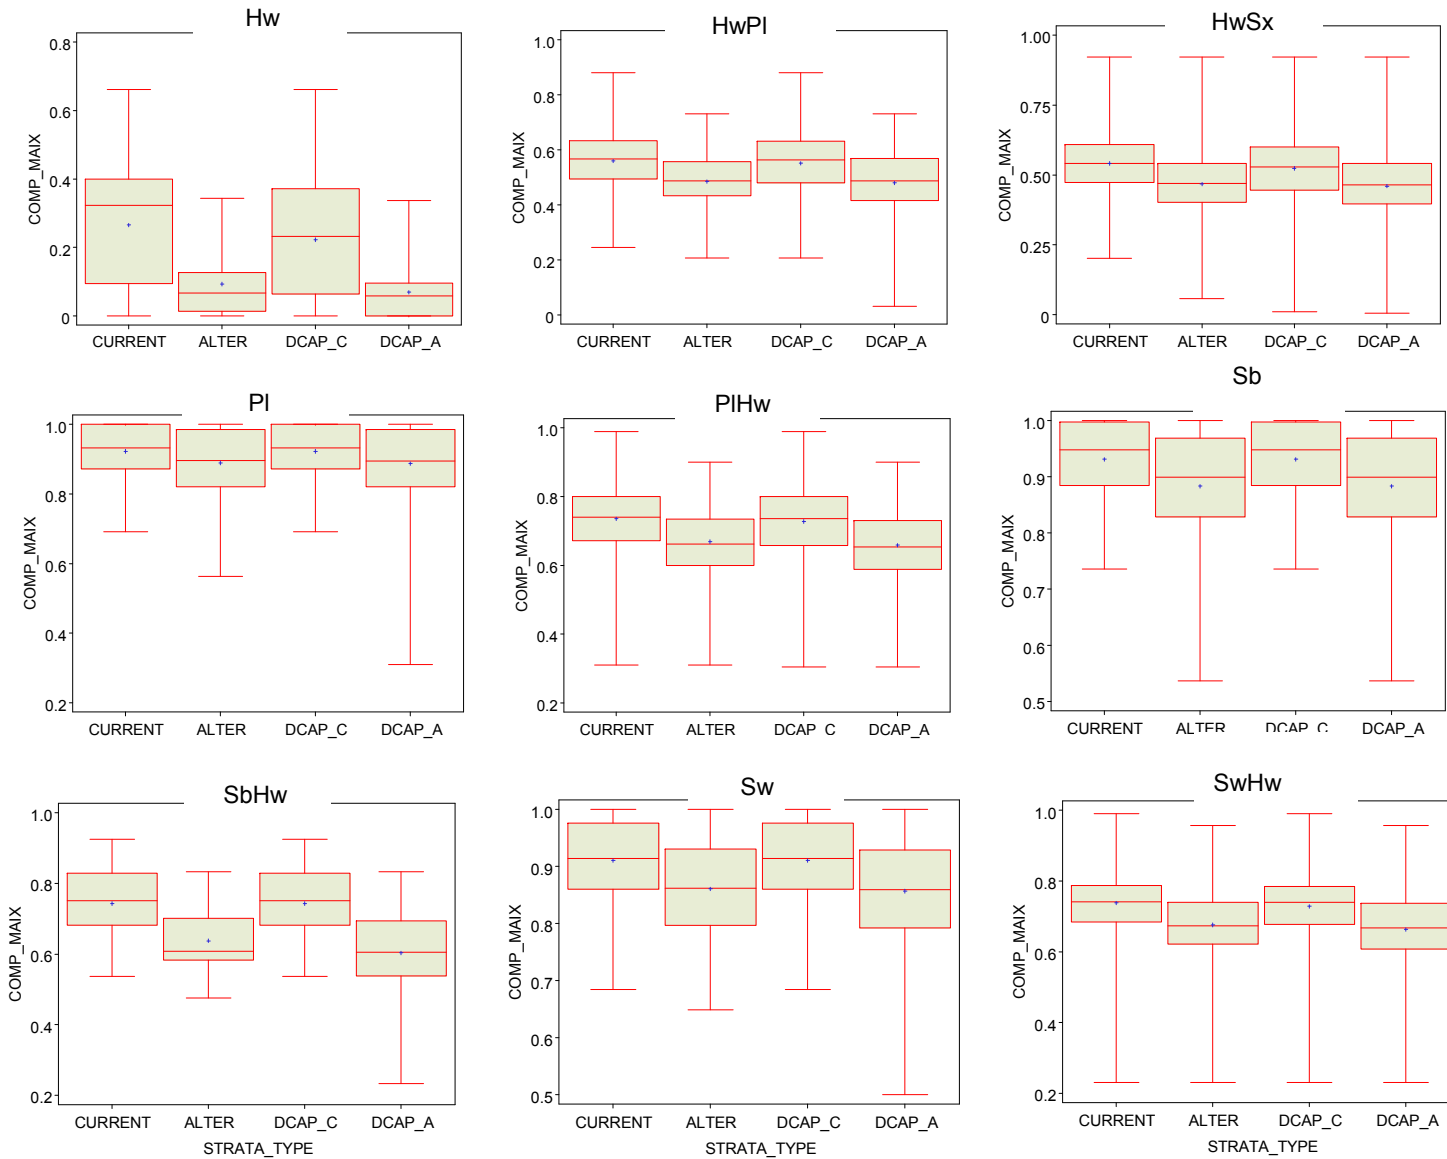 Hw
0.8
0.6
0.4
0.2
0
COMP_MAIX
CURRENT ALTER DCAP_C DCAP_A
HwPl
1.0
0.8
0.6
0.4
0.2
0
COMP_MAIX
CURRENT ALTER DCAP_C DCAP_A
HwSx
1.00
0.75
0.50
0.25
0
COMP_MAIX
CURRENT ALTER DCAP_C DCAP_A
Pl
1.0
0.8
0.6
0.4
0.2
COMP_MAIX
CURRENT ALTER DCAP_C DCAP_A
PlHw
1.0
0.8
0.6
0.4
0.2
COMP_MAIX
CURRENT ALTER DCAP_C DCAP_A
Sb
1.0
0.9
0.8
0.7
0.6
0.5
COMP_MAIX
CURRENT ALTER DCAP_C DCAP_A
SbHw
1.0
0.8
0.6
0.4
0.2
COMP_MAIX
CURRENT ALTER DCAP_C DCAP_A
STRATA_TYPE
Sw
1.0
0.9
0.8
0.7
0.6
0.5
COMP_MAIX
CURRENT ALTER DCAP_C DCAP_A
STRATA_TYPE
SwHw
1.0
0.8
0.6
0.4
0.2
COMP_MAIX
CURRENT ALTER DCAP_C DCAP_A
STRATA_TYPE